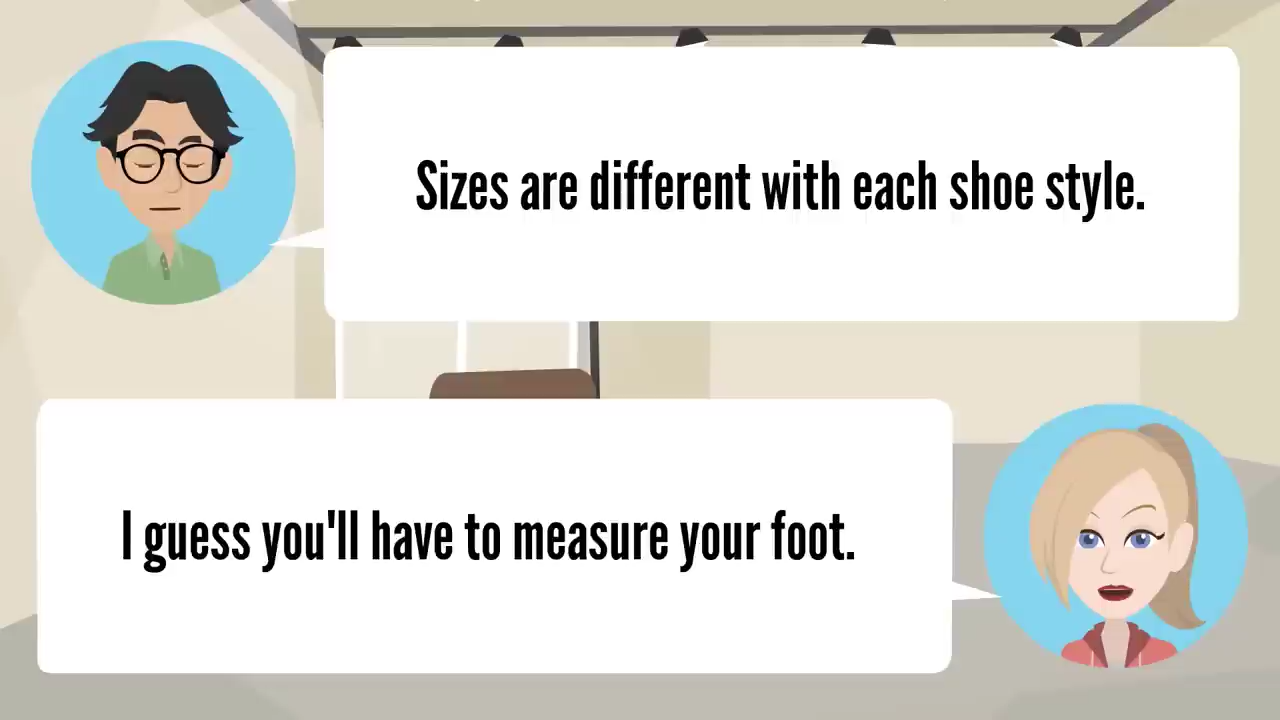 Sizes are different with each shoe style.
I guess you'll have to measure your foot.